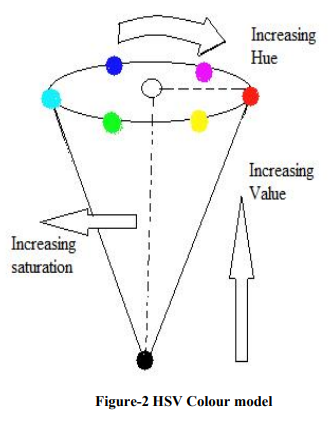 Increasing
Hue
Increasing
Value
Increasing
saturation
Figure-2 HSV Colour model